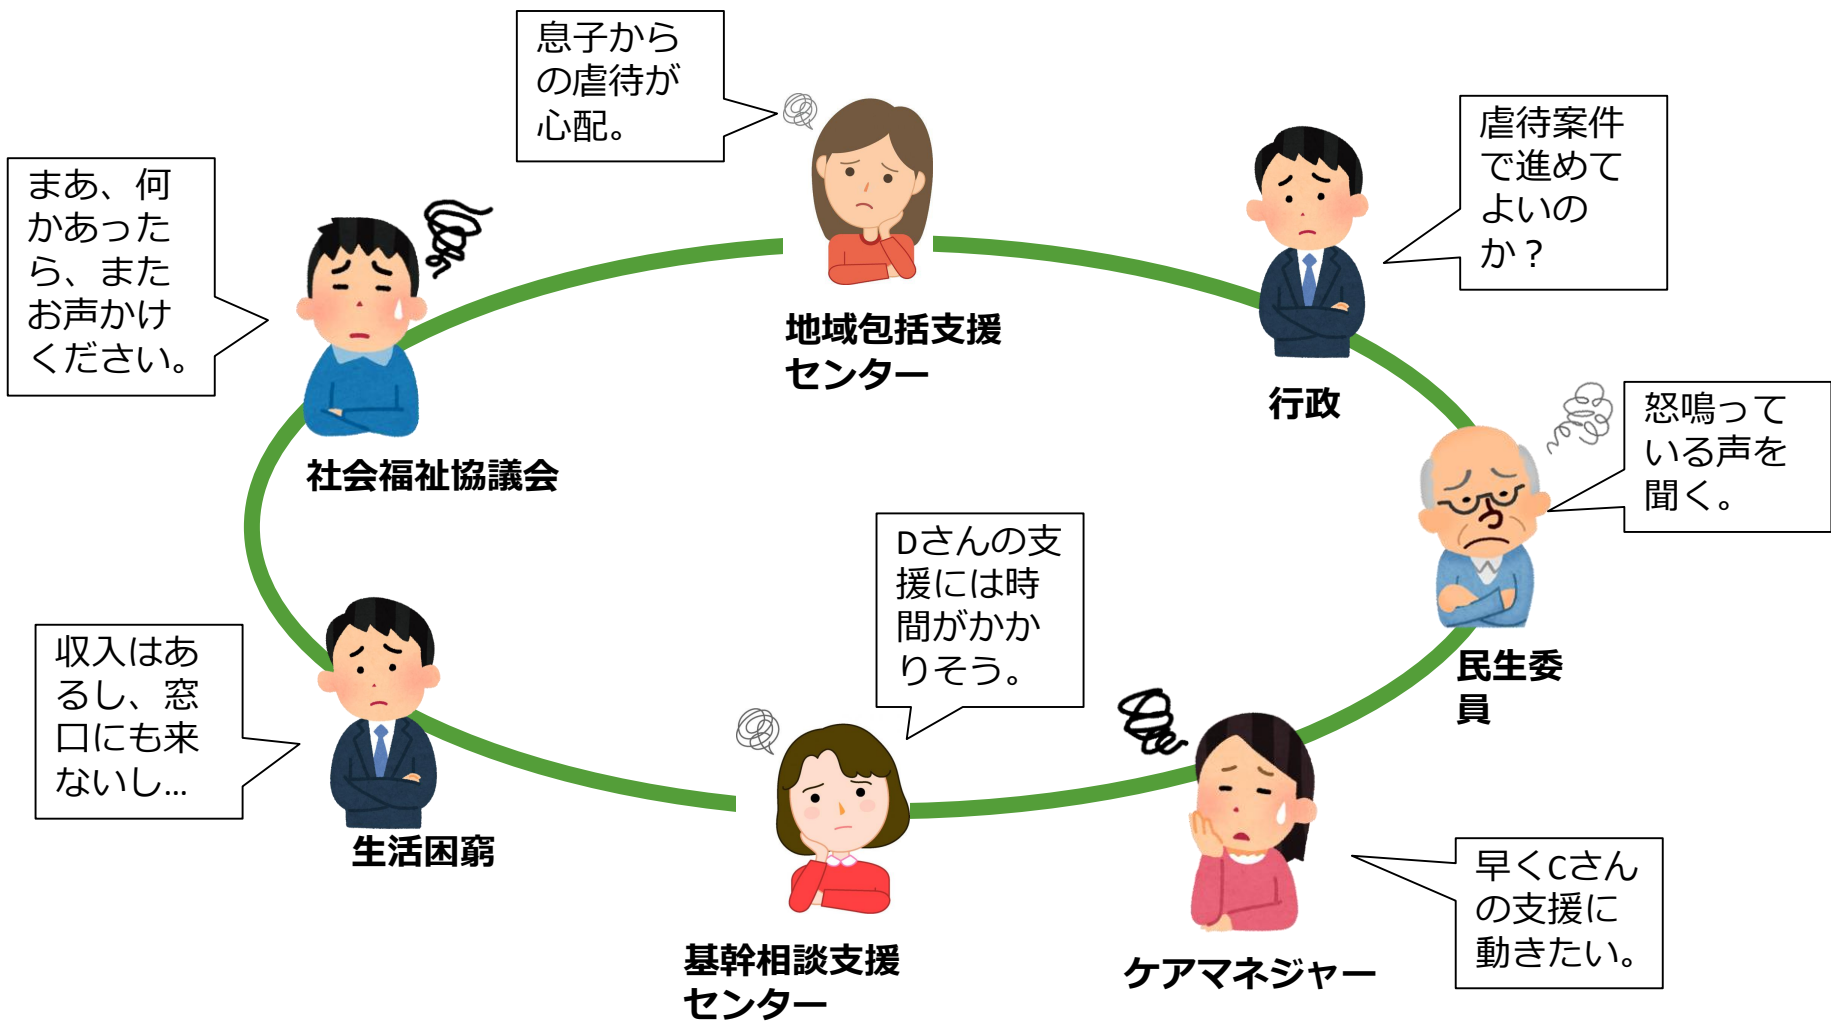 息子から
の虐待が
心配。
地域包括支援
センター
虐待案件
で進めて
よいの
か？
行政
まあ、何
かあった
ら、また
お声かけ
ください。
社会福祉協議会
怒鳴って
いる声を
聞く。
民生委
員
Dさんの支
援には時
間がかか
りそう。
基幹相談支援
センター
収入はあ
るし、窓
口にも来
ないし…
生活困窮
早くCさん
の支援に
動きたい。
ケアマネジャー